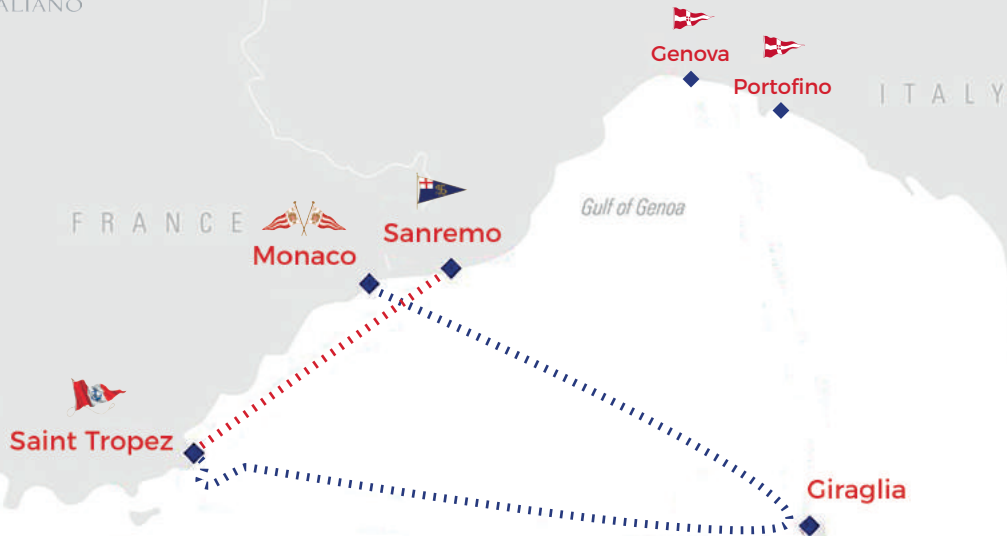 ALIANO
Genova
Portofino
ITALY
Gulf of Genoa
FRANCE
Sanremo
Monaco
Saint Tropez
Giraglia